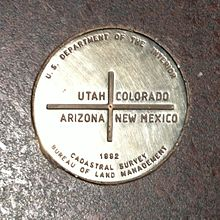 U.S. DEPARTMENT OF THE INTERIOR
UTAH COLORADO
ARIZONA NEW MEXICO
1992
CADASTRAL SURVEY
BUREAU OF LAND MANAGEMENT